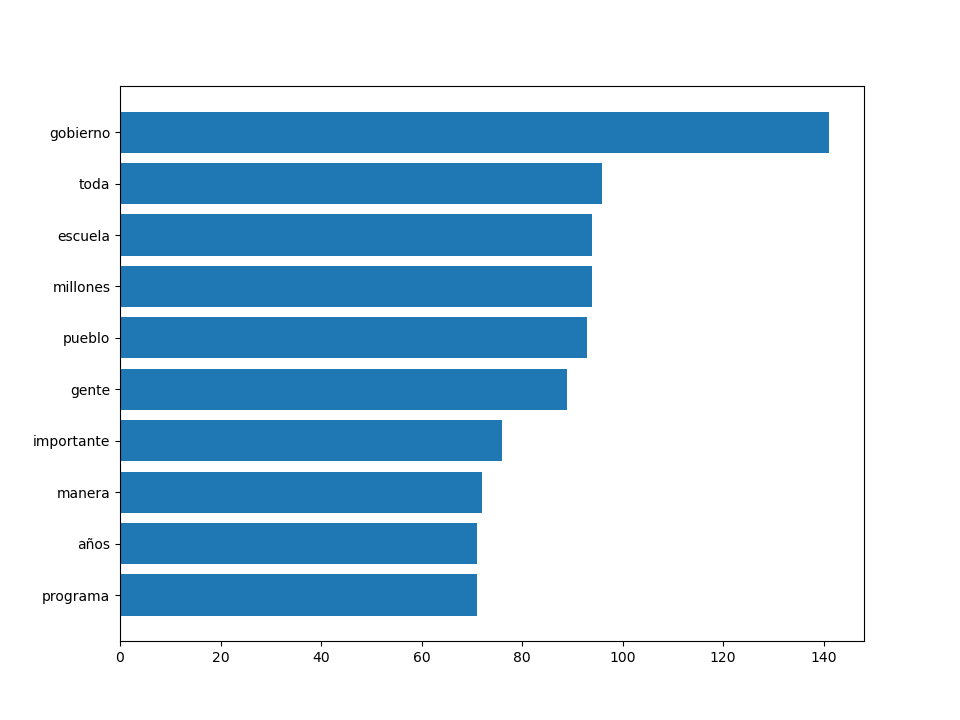 gobierno
toda
escuela
millones
pueblo
gente
importante
manera
años
programa
0 20 40 60 80 100 120 140